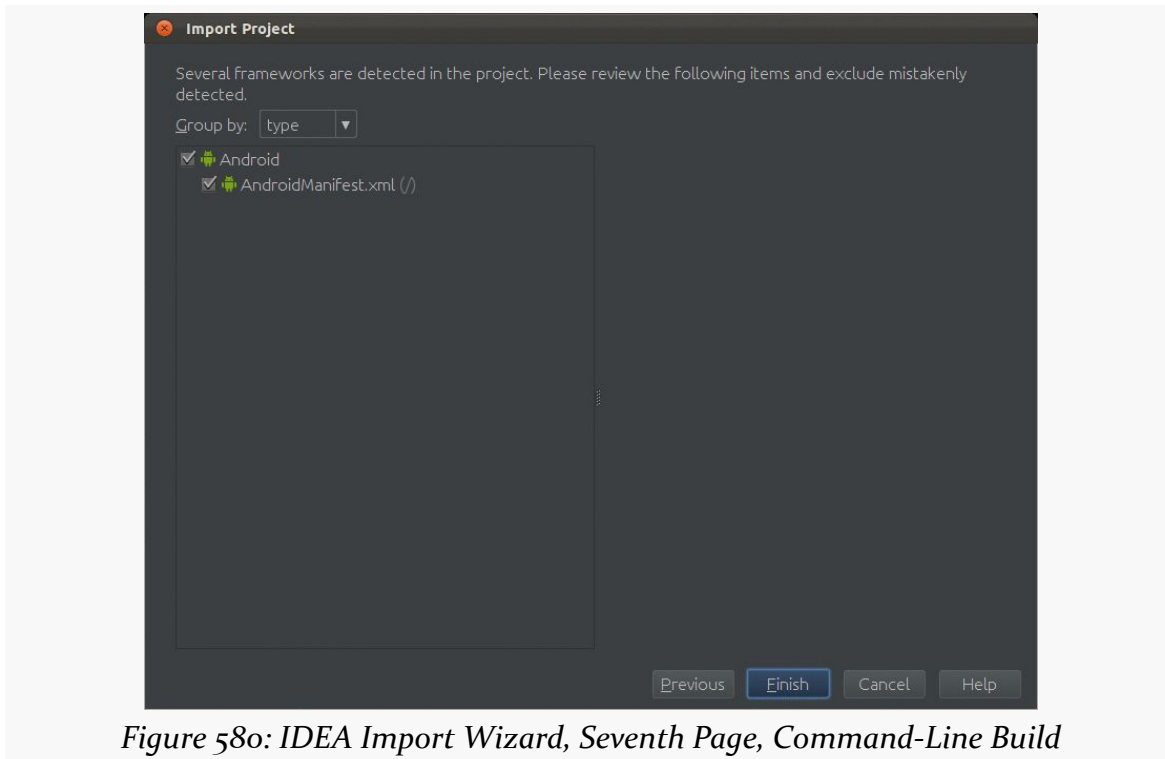 Import Project
Several frameworks are detected in the project. Please review the following items and exclude mistakenly
detected.
Group by: type
Android
AndroidManifest.xml (/)
Previous Finish Cancel Help
Figure 580: IDEA Import Wizard, Seventh Page, Command-Line Build